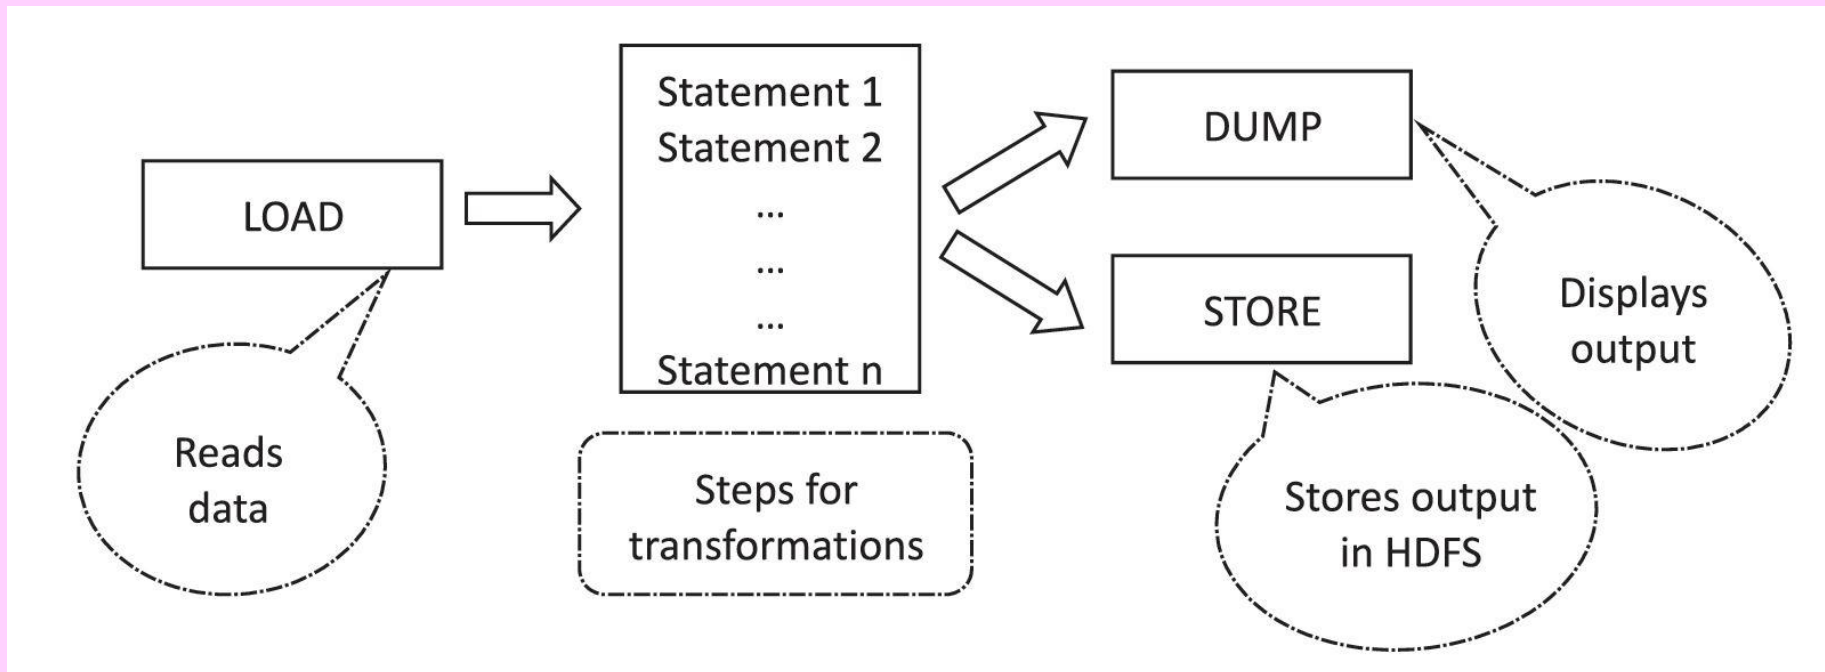 LOAD
Reads
data
Statement 1
Statement 2
...
...
...
Statement n
Steps for
transformations
DUMP
STORE
Displays
output
Stores output
in HDFS